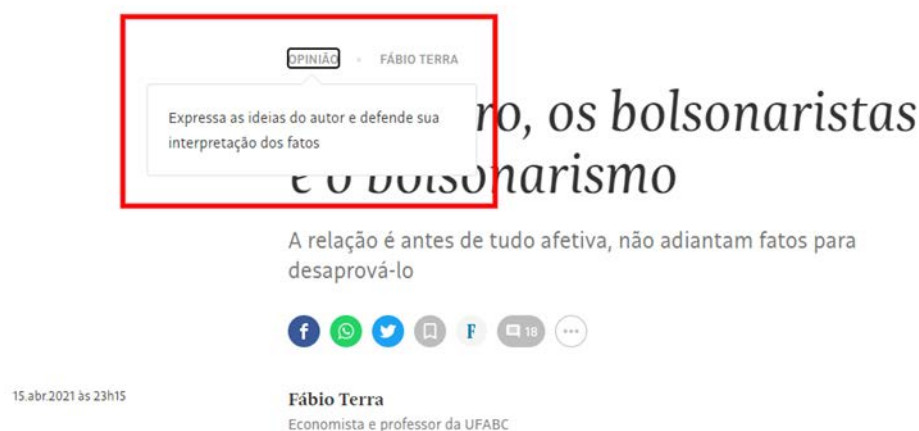 OPINIÃO • FÁBIO TERRA
Expressa as ideias do autor e defende sua
interpretação dos fatos
ro, os bolsonaristas
e o bolsonarismo
A relação é antes de tudo afetiva, não adiantam fatos para
desaprová-lo
f
F
18
15.abr.2021 às 23h15
Fábio Terra
Economista e professor da UFABC